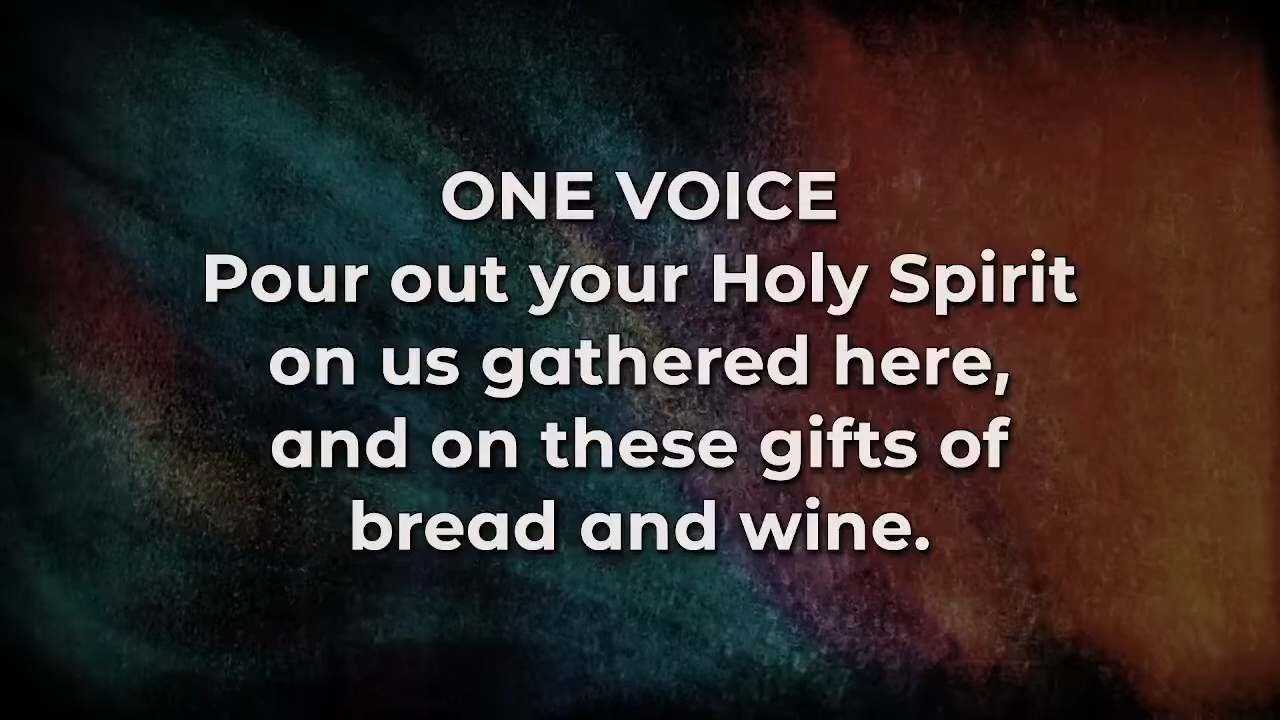 ONE VOICE
Pour out your Holy Spirit
on us gathered here,
and on these gifts of
bread and wine.